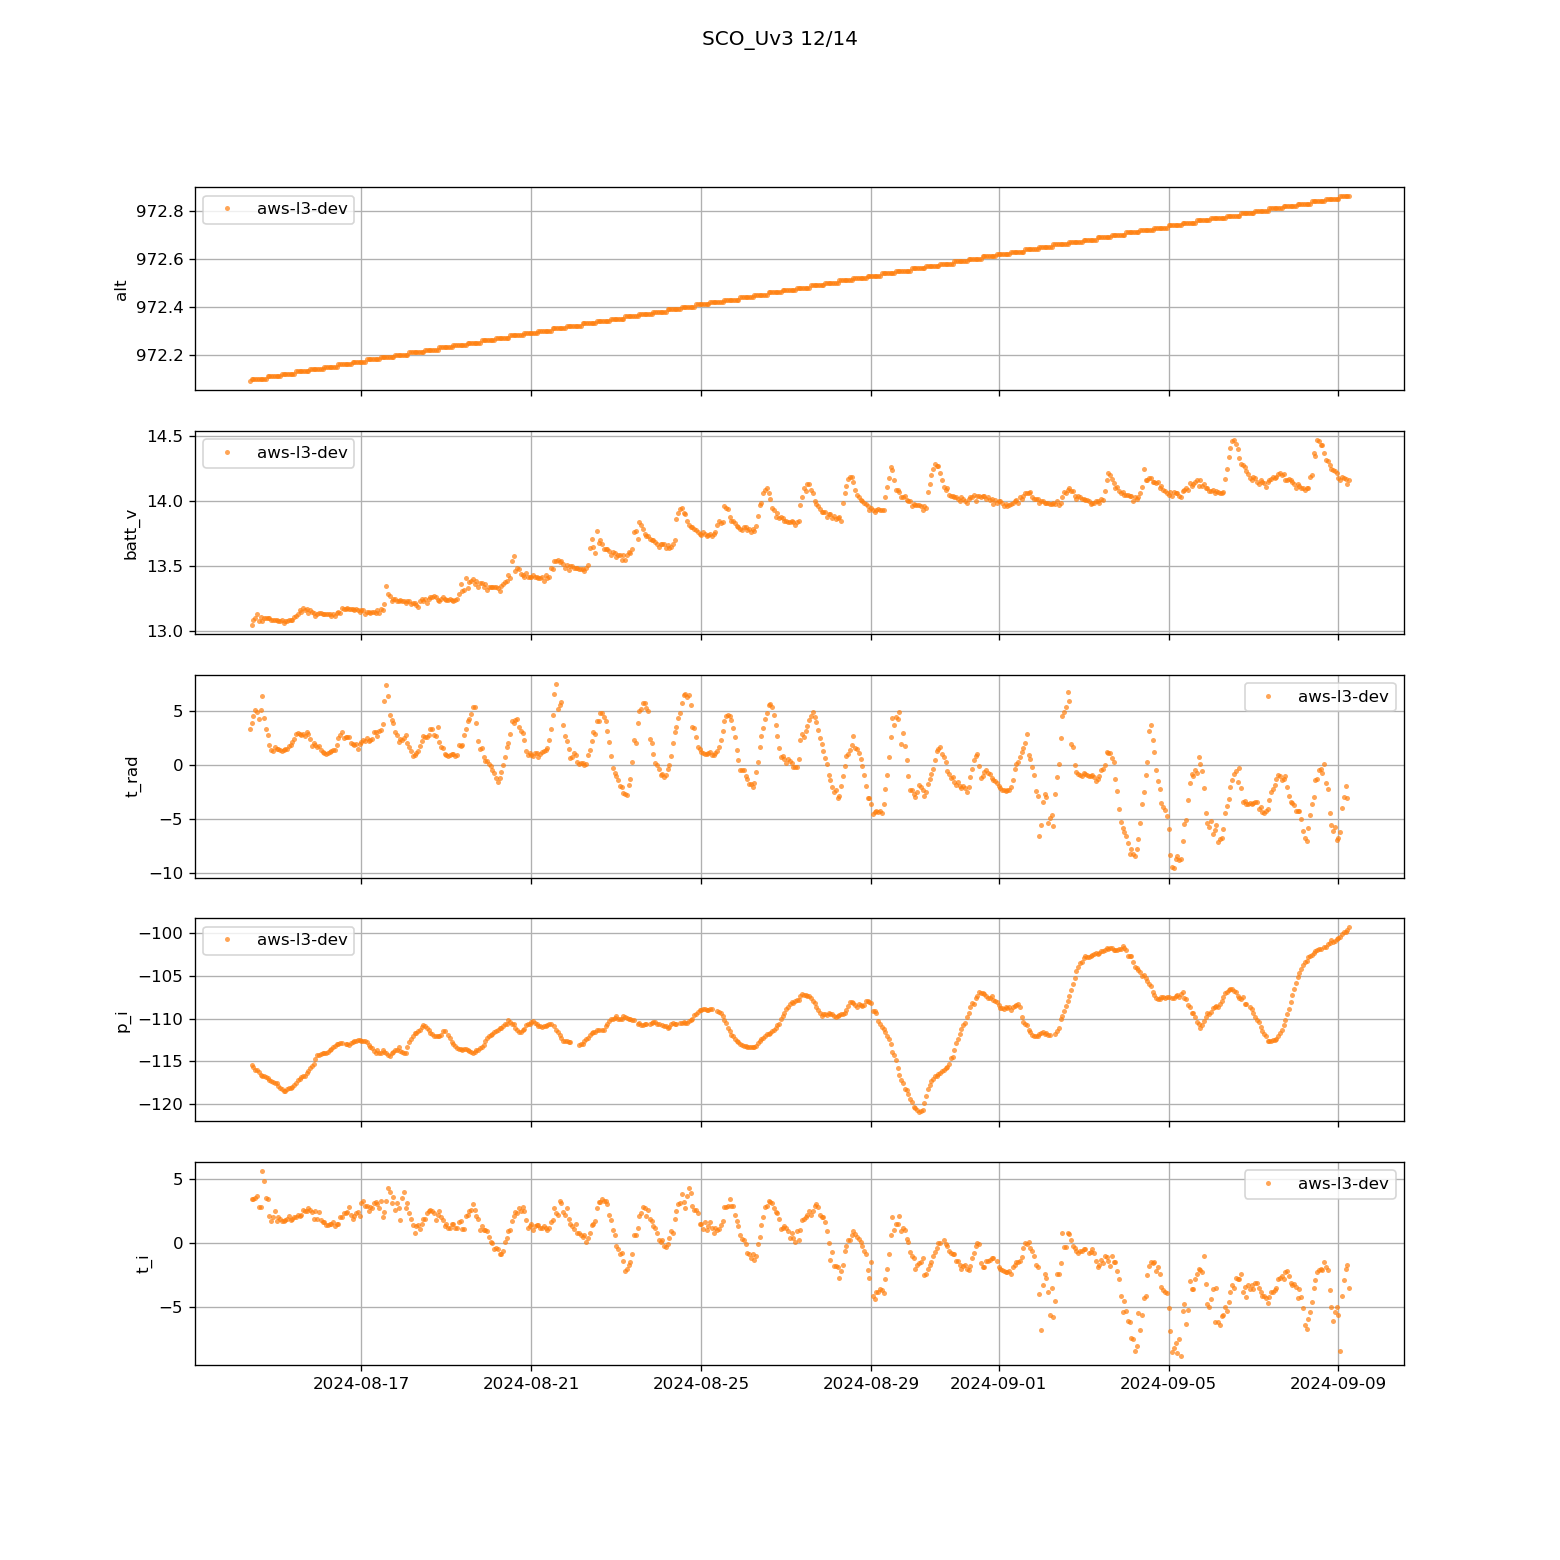 SCO_Uv3 12/14
aws-l3-dev
972.8
972.6
972.4
972.2
alt
aws-l3-dev
14.5
14.0
13.5
13.0
batt_v
aws-l3-dev
5
0
−5
−10
t_rad
aws-l3-dev
−100
−105
−110
−115
−120
p_i
aws-l3-dev
5
0
−5
t_i
2024-08-17 2024-08-21 2024-08-25 2024-08-29 2024-09-01 2024-09-05 2024-09-09